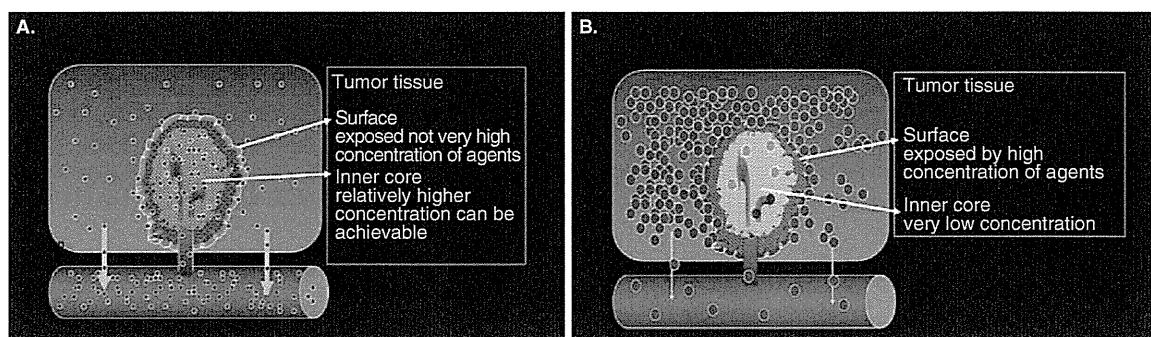 A.
Tumor tissue
Surface
exposed not very high
concentration of agents
Inner core
relatively higher
concentration can be
achievable
B.
Tumor tissue
Surface
exposed by high
concentration of agents
Inner core
very low concentration